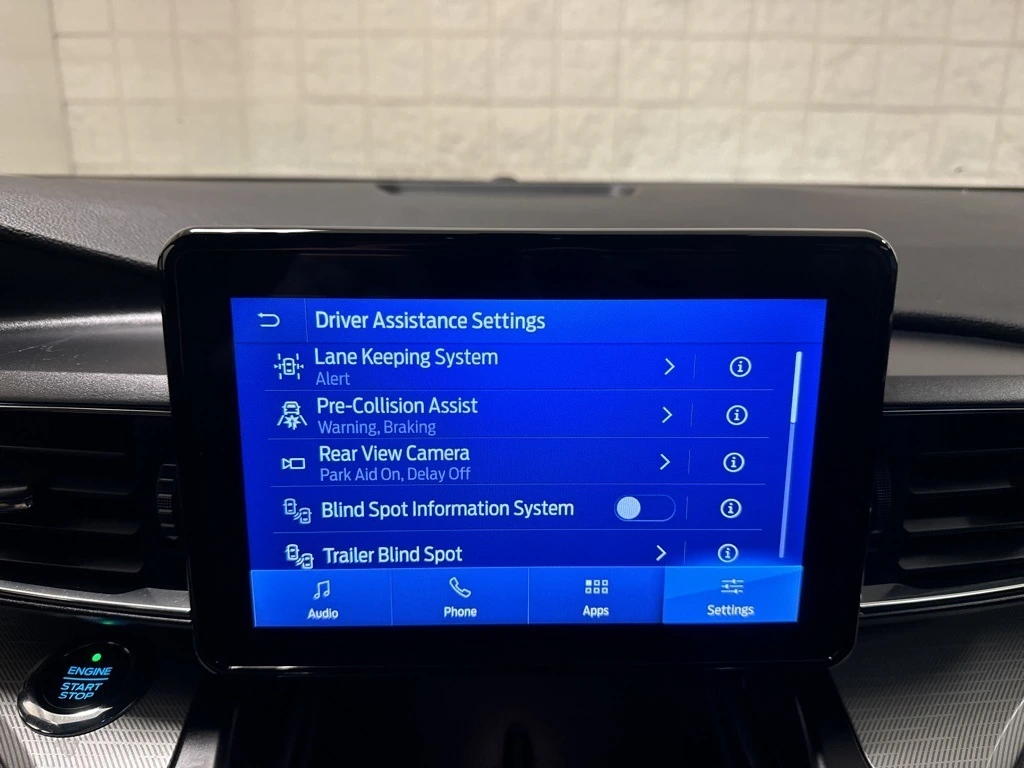 Driver Assistance Settings
Lane Keeping System
Alert
Pre-Collision Assist
Warning, Braking
Rear View Camera
Park Aid On, Delay Off
Blind Spot Information System
Trailer Blind Spot
Audio
Phone
Apps
Settings
ENGINE
START
STOP